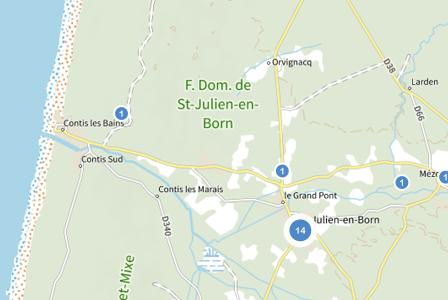 Orvignacq
D38
Larden
F. Dom. de
St-Julien-en-
Born
D66
1
Contis les Bains
Contis Sud
1
Méz
1
1
Contis les Marais
le Grand Pont
D340
Julien-en-Born
14
et-Mixe